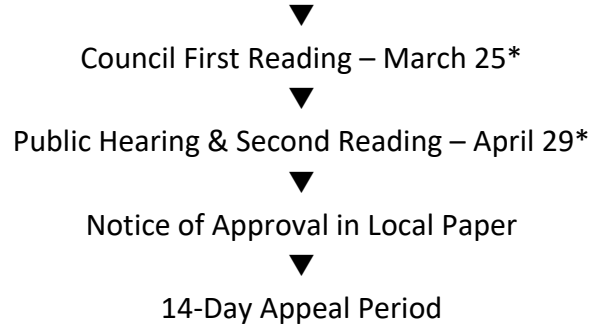 ▼
Council First Reading – March 25*
▼
Public Hearing & Second Reading – April 29*
▼
Notice of Approval in Local Paper
▼
14-Day Appeal Period